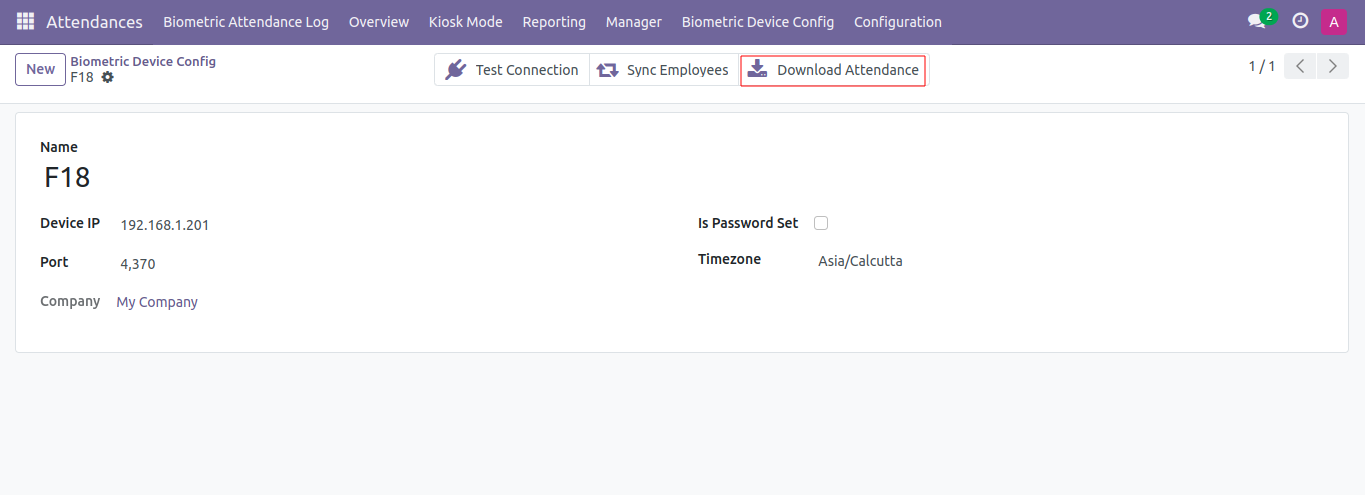 Attendances Biometric Attendance Log Overview Kiosk Mode Reporting Manager Biometric Device Config Configuration 2 A
New Biometric Device Config Test Connection Sync Employees Download Attendance 1 / 1
F18
Name
F18
Device IP 192.168.1.201 Is Password Set
Port 4,370 Timezone Asia/Calcutta
Company My Company